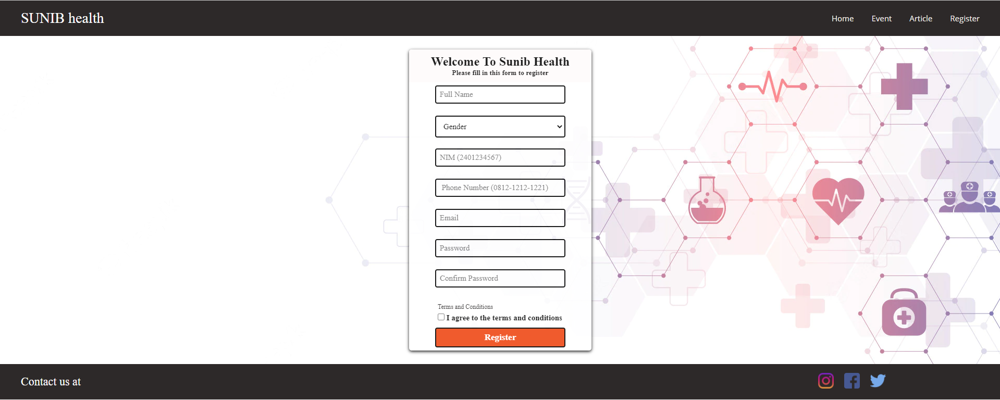 SUNIB health
Home Event Article Register
Welcome To Sunib Health
Please fill in this form to register
Full Name
Gender
NIM (2401234567)
Phone Number (0812-1212-1221)
Email
Password
Confirm Password
Terms and Conditions
I agree to the terms and conditions
Register
Contact us at